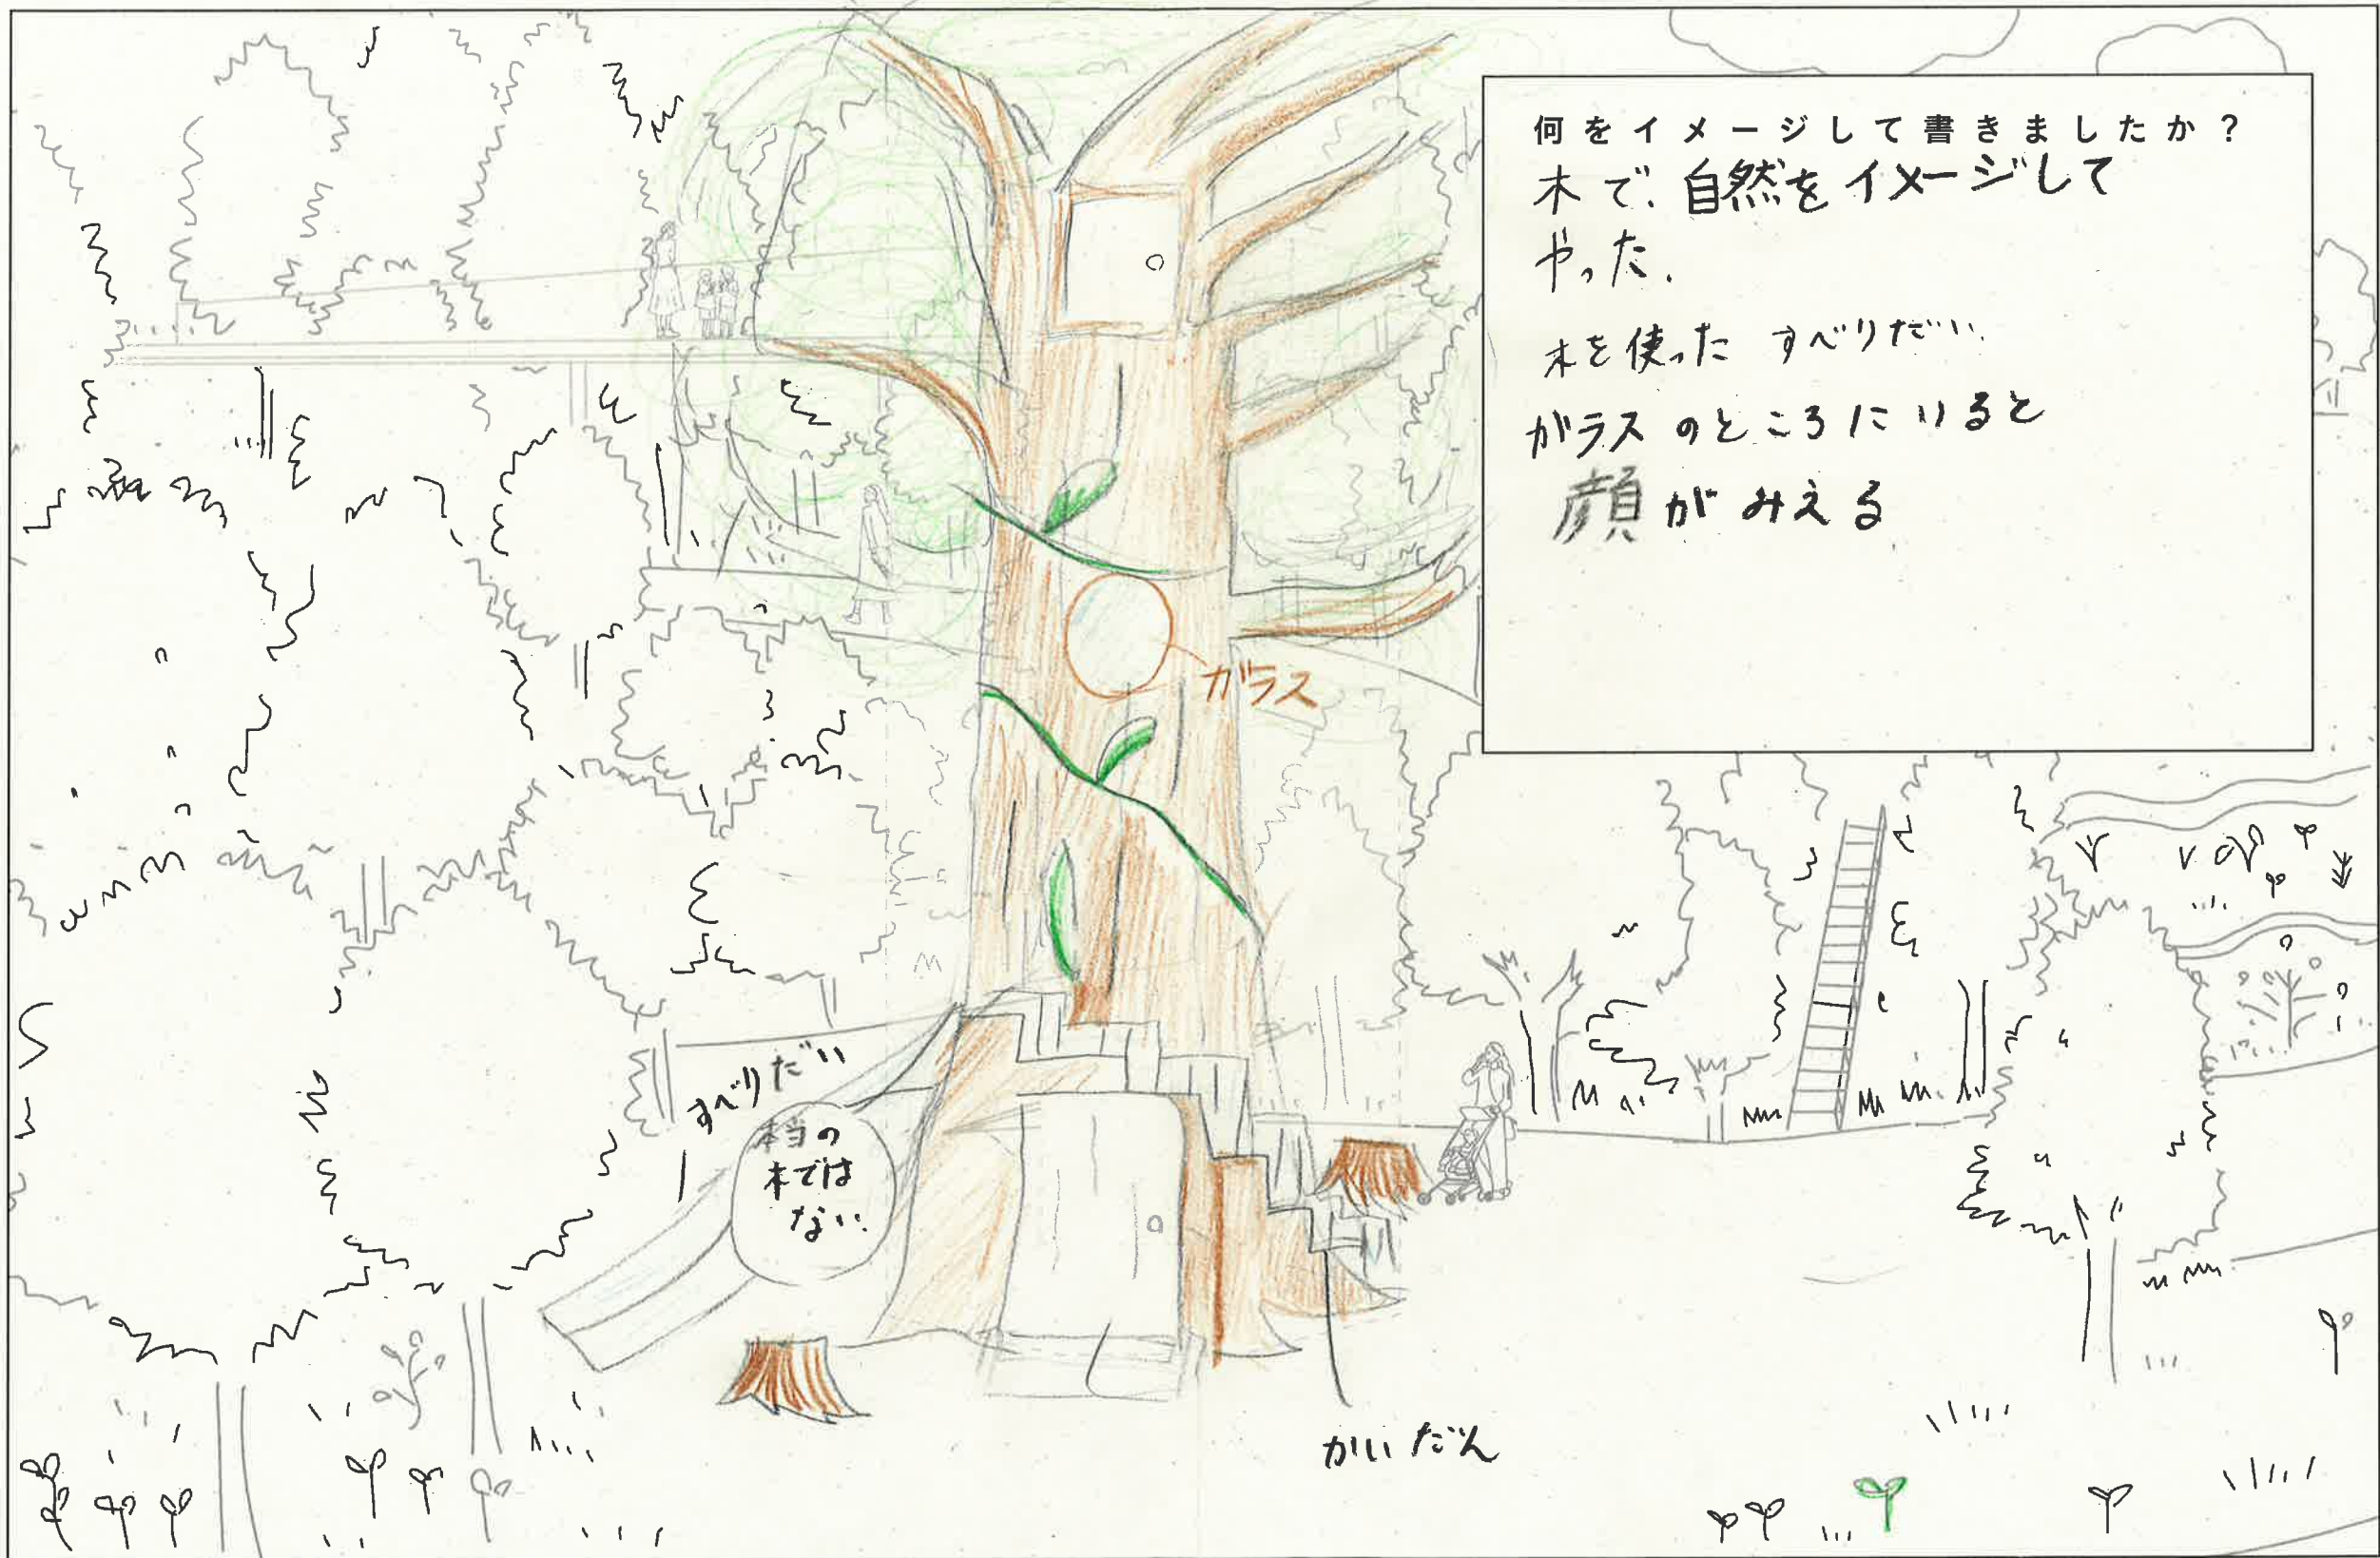 何をイメージして書きましたか?
木で、自然をイメージして
やった.
木を使った すべりだい
ガラスのところにいると
顔がみえる
ガラス
すべりだい
本当の
木では
ない.
かいだん